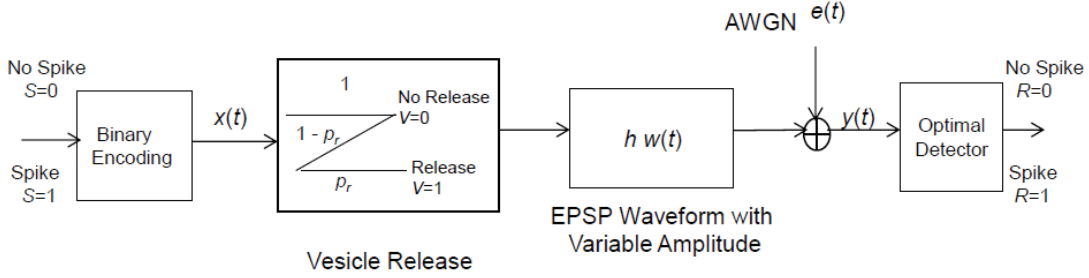 No Spike
S=0
Spike
S=1
Binary
Encoding
x(t)
1
1 - pr
pr
No Release
V=0
Release
V=1
Vesicle Release
h w(t)
EPSP Waveform with
Variable Amplitude
AWGN e(t)
y(t)
Optimal
Detector
No Spike
R=0
Spike
R=1